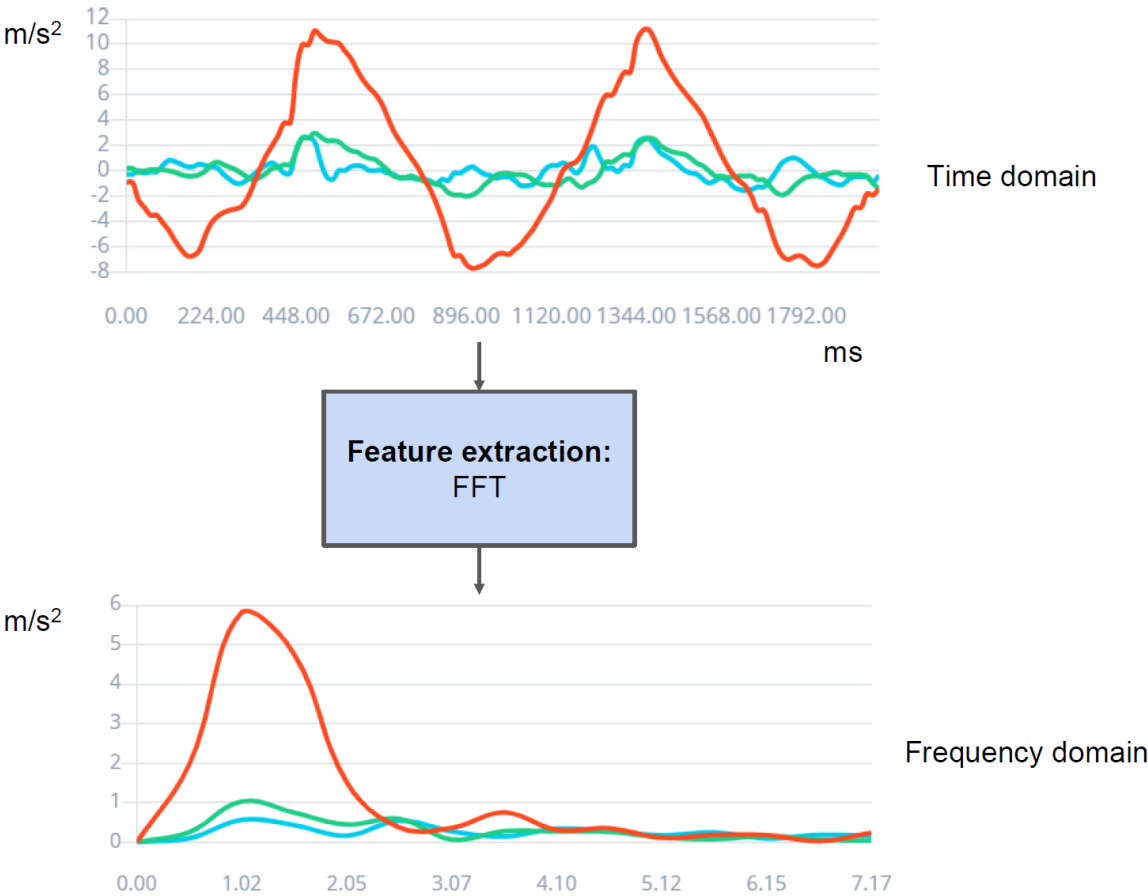 m/s²
12
10
8
6
4
2
0
-2
-4
-6
-8
0.00 224.00 448.00 672.00 896.00 1120.00 1344.00 1568.00 1792.00
ms
Time domain
Feature extraction:
FFT
m/s²
6
5
4
3
2
1
0
0.00 1.02 2.05 3.07 4.10 5.12 6.15 7.17
Frequency domain